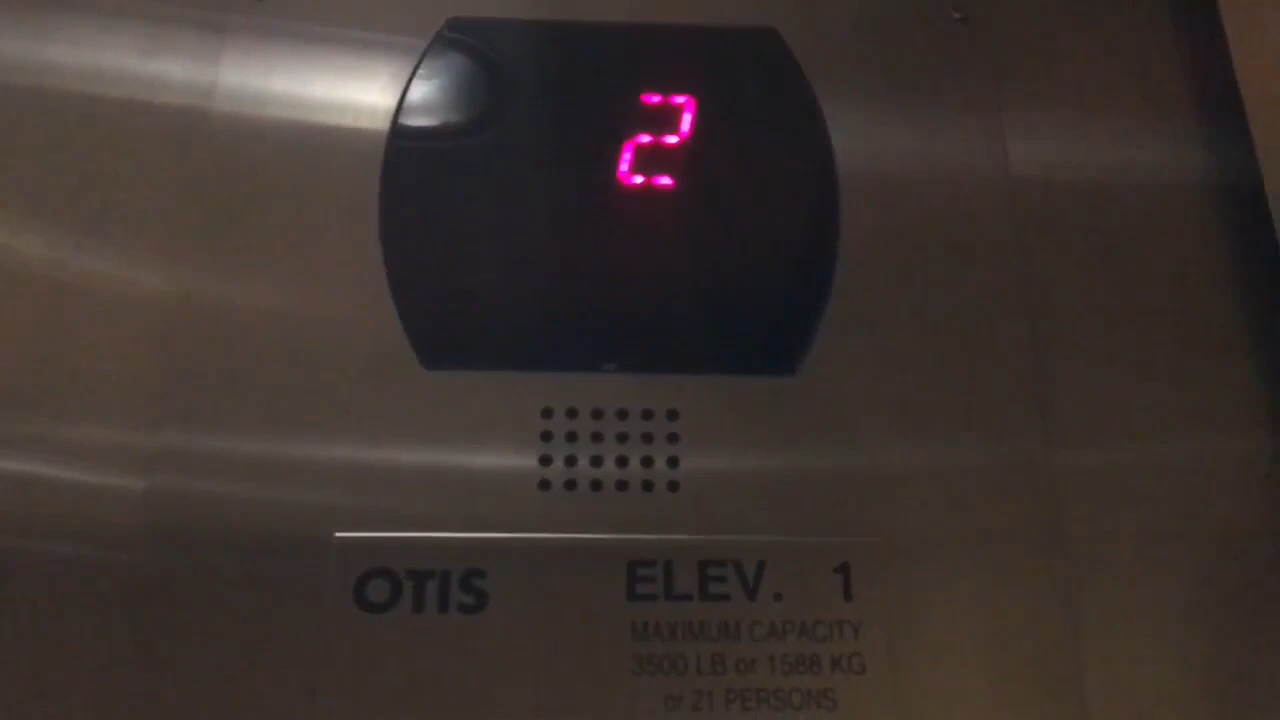 2
OTIS ELEV. 1
MAXIMUM CAPACITY
3500 LB or 1588 KG
or 21 PERSONS